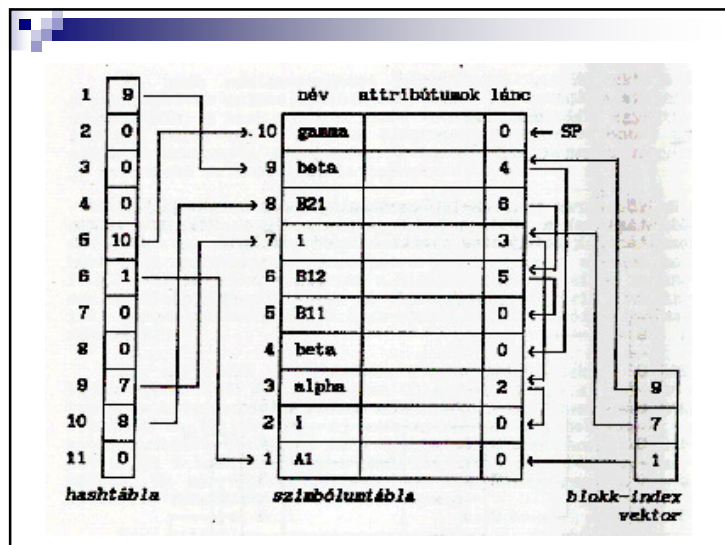 név attribútumok lánc
1 9
2 0
3 0
4 0
5 10
6 1
7 0
8 0
9 7
10 8
11 0
10 gamma 0 SP
9 beta 4
8 B21 6
7 i 3
6 B12 5
5 B11 0
4 beta 0
3 alpha 2
2 i 0
1 A1 0
9
7
1
hashtábla
szimbólumtábla
blokk-index
vektor